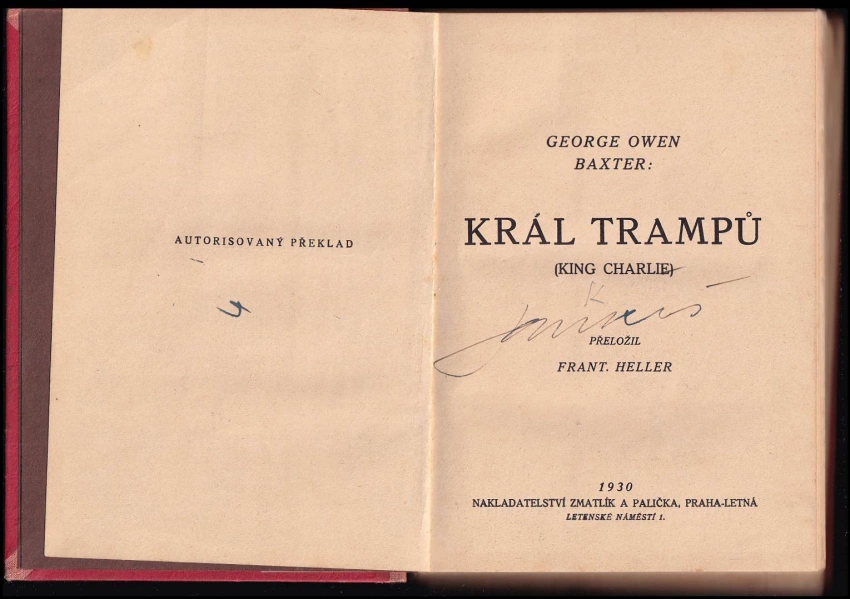 AUTORISOVANÝ PŘEKLAD
GEORGE OWEN
BAXTER:
KRÁL TRAMPŮ
(KING CHARLIE)
PŘELOŽIL
FRANT. HELLER
1930
NAKLADATELSTVÍ ZMATLÍK A PALIČKA, PRAHA-LETNÁ
LETENSKÉ NÁMĚSTÍ 1.